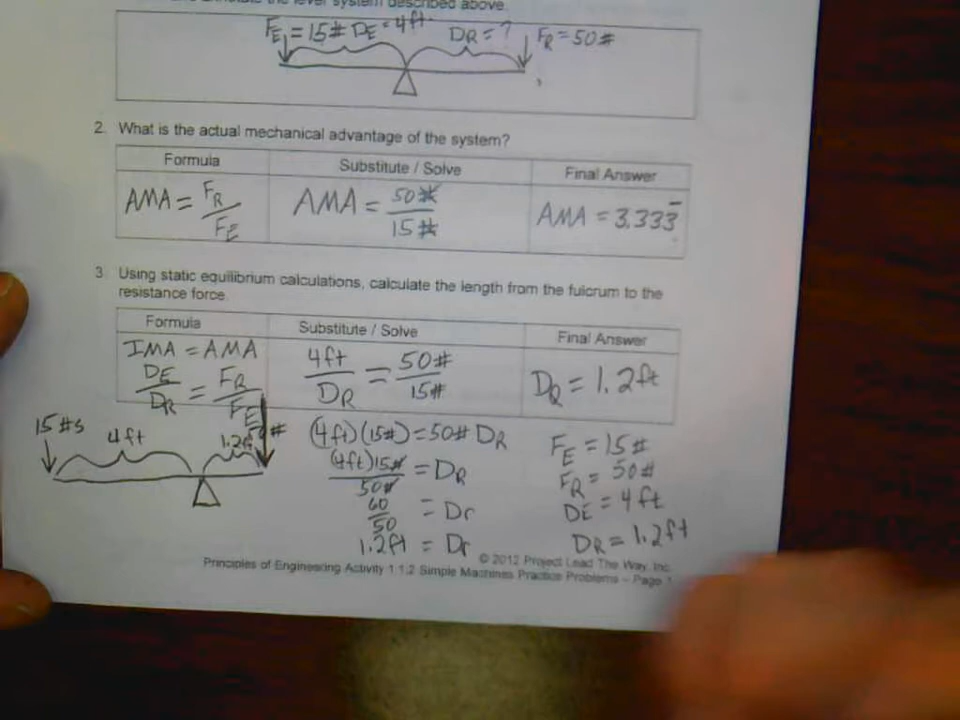 level system described above.
FE = 15# DE = 4ft. DR = ? FR = 50#
2. What is the actual mechanical advantage of the system?
Formula Substitute / Solve Final Answer
AMA = FR/FE AMA = 50#/15# AMA = 3.333̅
3. Using static equilibrium calculations, calculate the length from the fulcrum to the
resistance force.
Formula Substitute / Solve Final Answer
IMA = AMA
DE/DR = FR/FE 4ft/DR = 50#/15# DR = 1.2ft
15 #s 4ft 1.2ft #
(4ft)(15#) = 50# DR
(4ft)15#/50# = DR
60/50 = Dr
1.2ft = Dr
FE = 15#
FR = 50#
DE = 4ft
DR = 1.2ft
© 2012 Project Lead The Way, Inc.
Principles of Engineering Activity 1.1.2 Simple Machines Practice Problems – Page 1